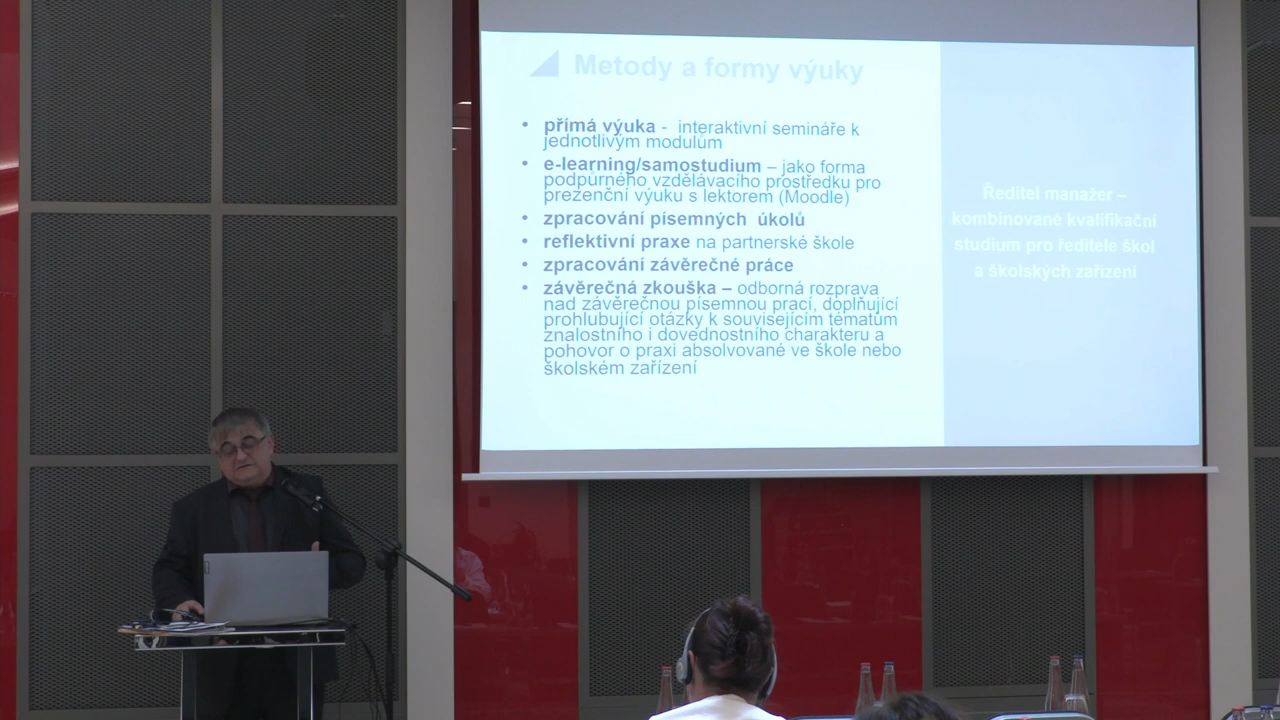 Metody a formy výuky
• přímá výuka - interaktivní semináře k
jednotlivým modulům
• e-learning/samostudium – jako forma
podpůrného vzdělávacího prostředku pro
prezenční výuku s lektorem (Moodle)
• zpracování písemných úkolů
• reflektivní praxe na partnerské škole
• zpracování závěrečné práce
• závěrečná zkouška – odborná rozprava
nad závěrečnou písemnou prací, doplňující
prohlubující otázky k souvisejícím tématům
znalostního i dovednostního charakteru a
pohovor o praxi absolvované ve škole nebo
školském zařízení
Ředitel manažer –
kombinované kvalifikační
studium pro ředitele škol
a školských zařízení